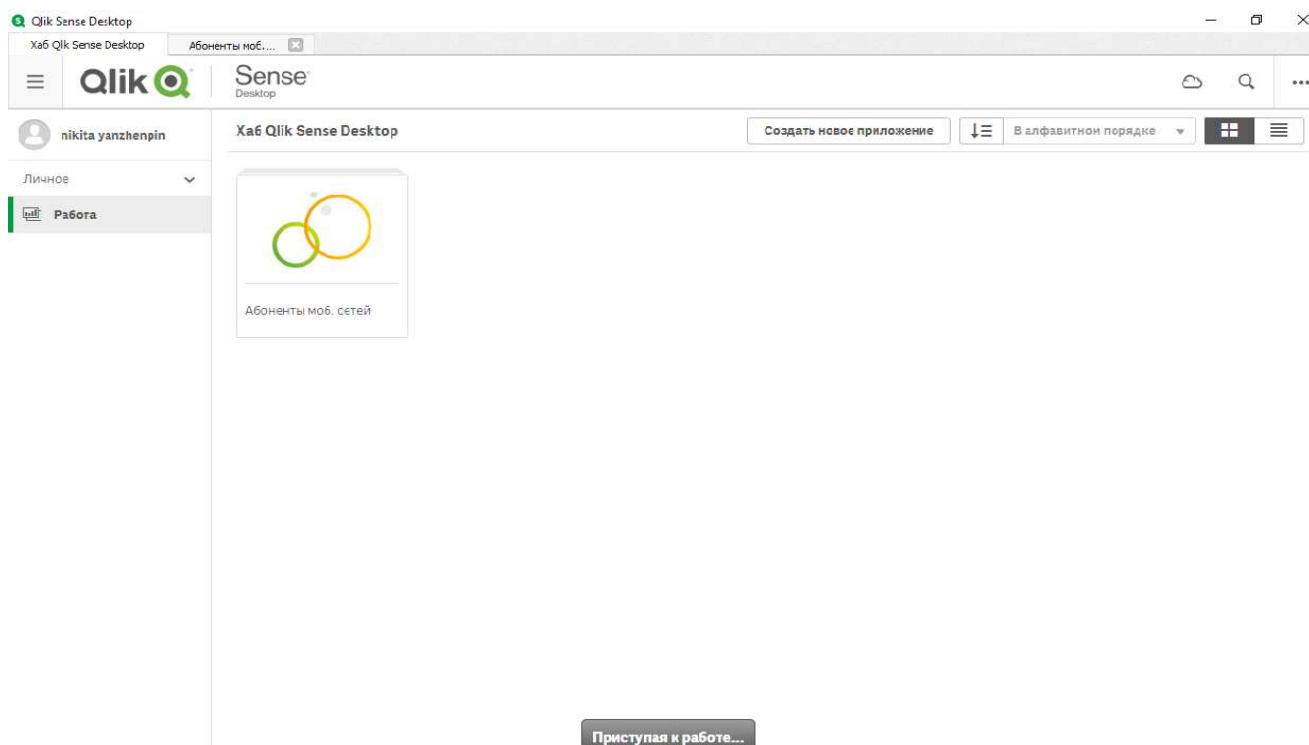 Qlik Sense Desktop
Хаб Qlik Sense Desktop Абоненты моб....
Qlik Sense
Desktop
nikita yanzhenpin
Хаб Qlik Sense Desktop
Создать новое приложение
В алфавитном порядке
Личное
Работа
Абоненты моб. сетей
Приступая к работе...